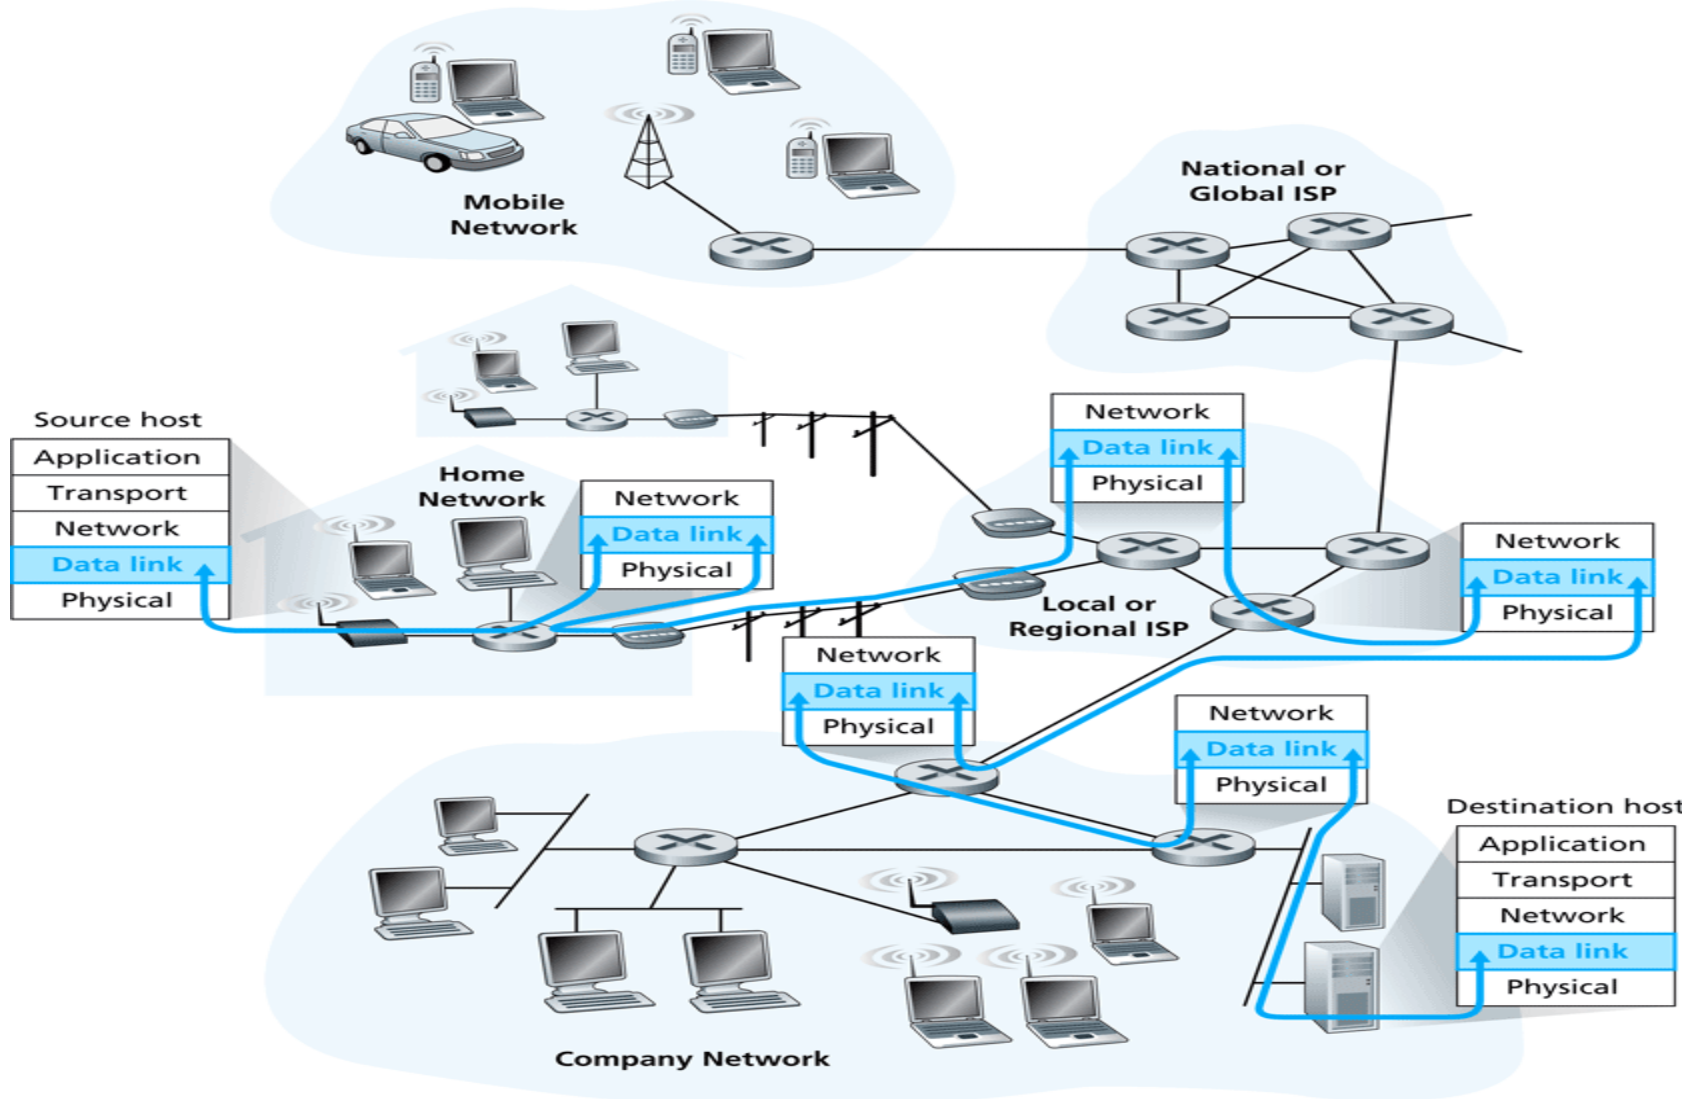 Mobile
Network
National or
Global ISP
Source host
Application
Transport
Network
Data link
Physical
Home
Network
Network
Data link
Physical
Network
Data link
Physical
Local or
Regional ISP
Network
Data link
Physical
Network
Data link
Physical
Network
Data link
Physical
Destination host
Application
Transport
Network
Data link
Physical
Company Network